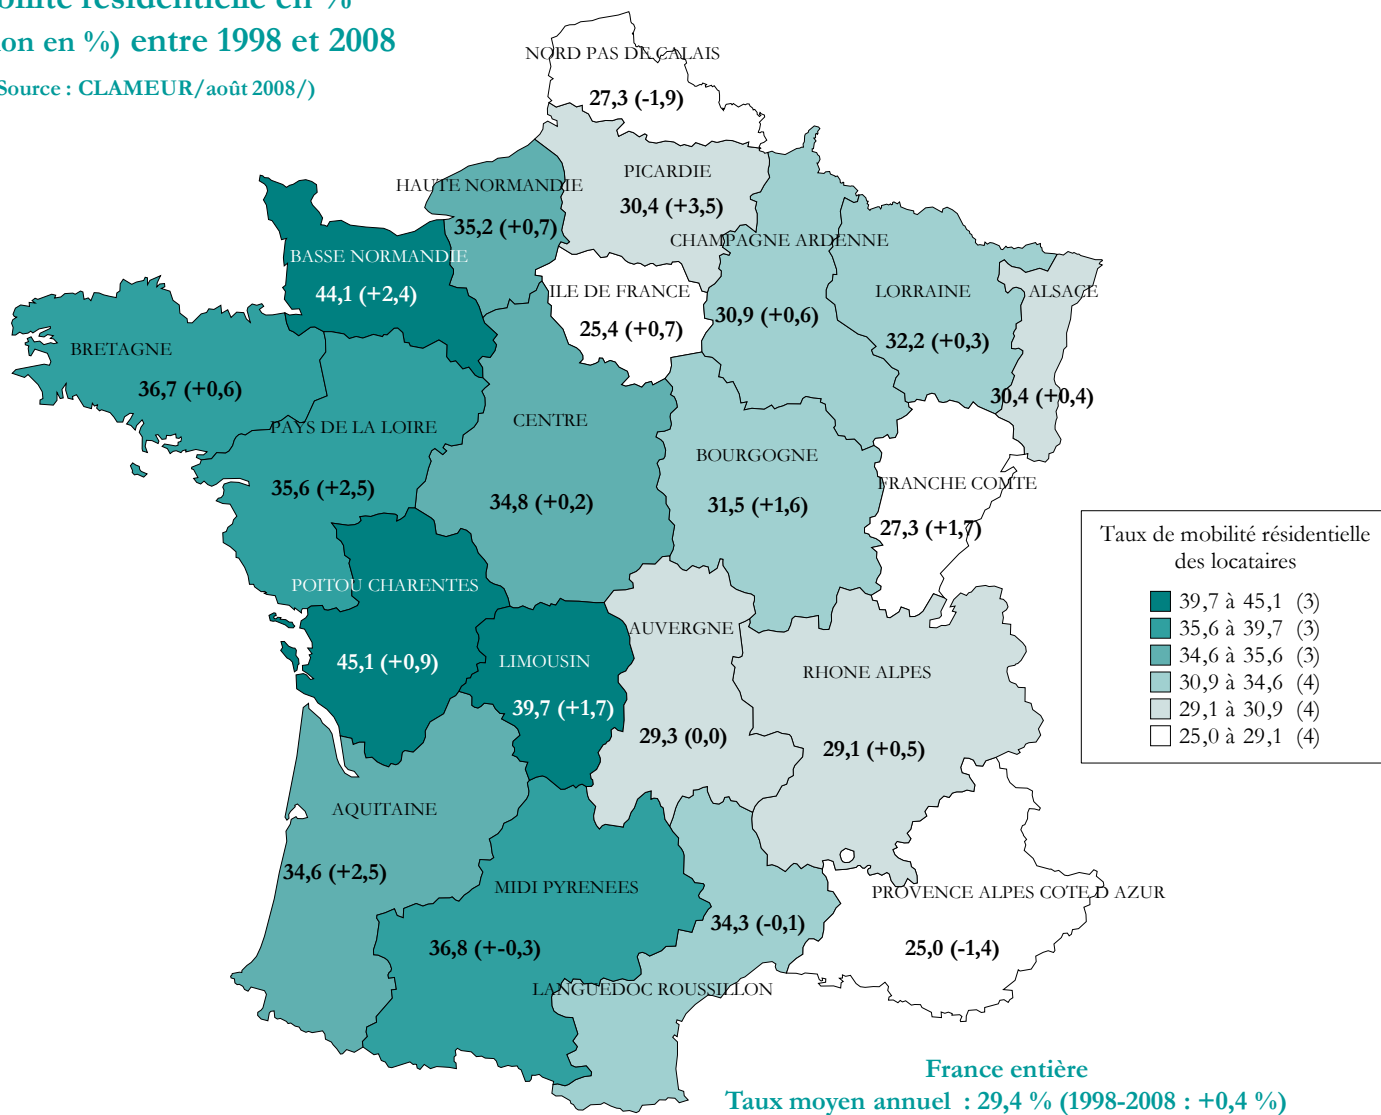 résidentielle en %
en %) entre 1998 et 2008
Source : CLAMEUR/août 2008/)
NORD PAS DE CALAIS
27,3 (-1,9)
PICARDIE
30,4 (+3,5)
HAUTE NORMANDIE
35,2 (+0,7)
CHAMPAGNE ARDENNE
30,9 (+0,6)
BASSE NORMANDIE
44,1 (+2,4)
ILE DE FRANCE
25,4 (+0,7)
LORRAINE
32,2 (+0,3)
ALSACE
30,4 (+0,4)
BRETAGNE
36,7 (+0,6)
PAYS DE LA LOIRE
35,6 (+2,5)
CENTRE
34,8 (+0,2)
BOURGOGNE
31,5 (+1,6)
FRANCHE COMTE
27,3 (+1,7)
Taux de mobilité résidentielle
des locataires
39,7 à 45,1 (3)
35,6 à 39,7 (3)
34,6 à 35,6 (3)
30,9 à 34,6 (4)
29,1 à 30,9 (4)
25,0 à 29,1 (4)
POITOU CHARENTES
45,1 (+0,9)
LIMOUSIN
39,7 (+1,7)
AUVERGNE
29,3 (0,0)
RHONE ALPES
29,1 (+0,5)
AQUITAINE
34,6 (+2,5)
MIDI PYRENEES
36,8 (+-0,3)
LANGUEDOC ROUSSILLON
34,3 (-0,1)
PROVENCE ALPES COTE D AZUR
25,0 (-1,4)
France entière
Taux moyen annuel : 29,4 % (1998-2008 : +0,4 %)